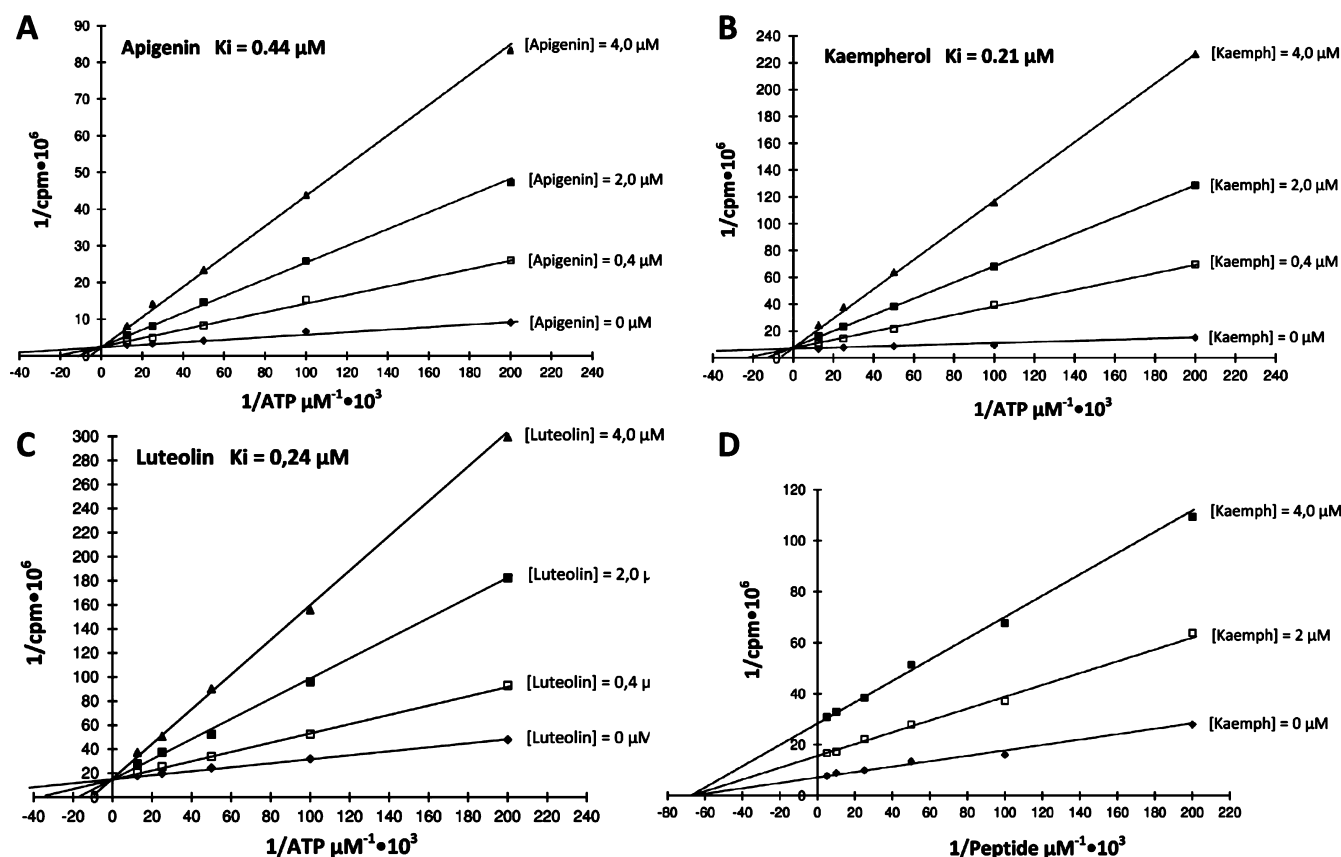 A
Apigenin Ki = 0.44 µM
90
80
70
60
50
40
30
20
10
0
-40 -20 0 20 40 60 80 100 120 140 160 180 200 220 240
1/cpm•10⁶
1/ATP µM⁻¹•10³
[Apigenin] = 4,0 µM
[Apigenin] = 2,0 µM
[Apigenin] = 0,4 µM
[Apigenin] = 0 µM
B
Kaempherol Ki = 0.21 µM
240
220
200
180
160
140
120
100
80
60
40
20
0
-40 -20 0 20 40 60 80 100 120 140 160 180 200 220 240
1/cpm•10⁶
1/ATP µM⁻¹•10³
[Kaemph] = 4,0 µM
[Kaemph] = 2,0 µM
[Kaemph] = 0,4 µM
[Kaemph] = 0 µM
C
Luteolin Ki = 0,24 µM
300
280
260
240
220
200
180
160
140
120
100
80
60
40
20
0
-40 -20 0 20 40 60 80 100 120 140 160 180 200 220 240
1/cpm•10⁶
1/ATP µM⁻¹•10³
[Luteolin] = 4,0 µM
[Luteolin] = 2,0 µ
[Luteolin] = 0,4 µ
[Luteolin] = 0 µM
D
120
100
80
60
40
20
0
-80 -60 -40 -20 0 20 40 60 80 100 120 140 160 180 200 220
1/cpm•10⁶
1/Peptide µM⁻¹•10³
[Kaemph] = 4,0 µM
[Kaemph] = 2 µM
[Kaemph] = 0 µM